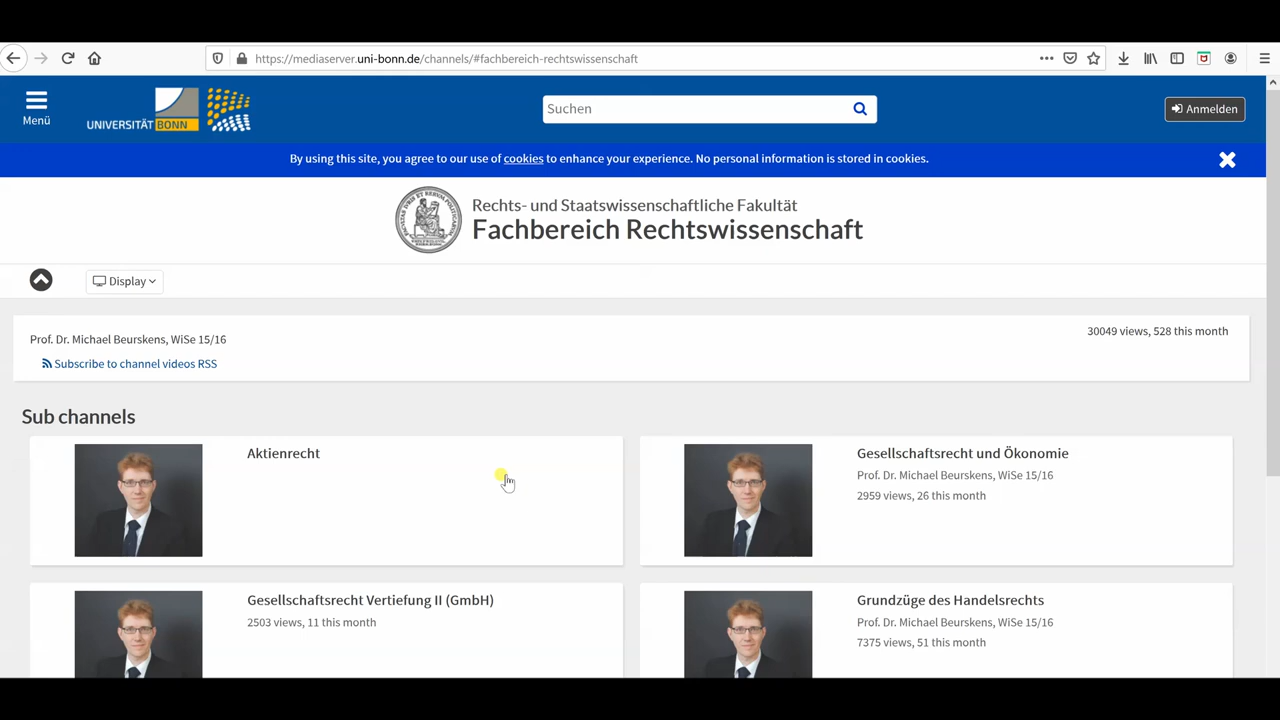 https://mediaserver.uni-bonn.de/channels/#fachbereich-rechtswissenschaft
Menü
UNIVERSITÄT BONN
Suchen
Anmelden
By using this site, you agree to our use of cookies to enhance your experience. No personal information is stored in cookies.
Rechts- und Staatswissenschaftliche Fakultät
Fachbereich Rechtswissenschaft
Display
Prof. Dr. Michael Beurskens, WiSe 15/16
30049 views, 528 this month
Subscribe to channel videos RSS
Sub channels
Aktienrecht
Gesellschaftsrecht und Ökonomie
Prof. Dr. Michael Beurskens, WiSe 15/16
2959 views, 26 this month
Gesellschaftsrecht Vertiefung II (GmbH)
2503 views, 11 this month
Grundzüge des Handelsrechts
Prof. Dr. Michael Beurskens, WiSe 15/16
7375 views, 51 this month